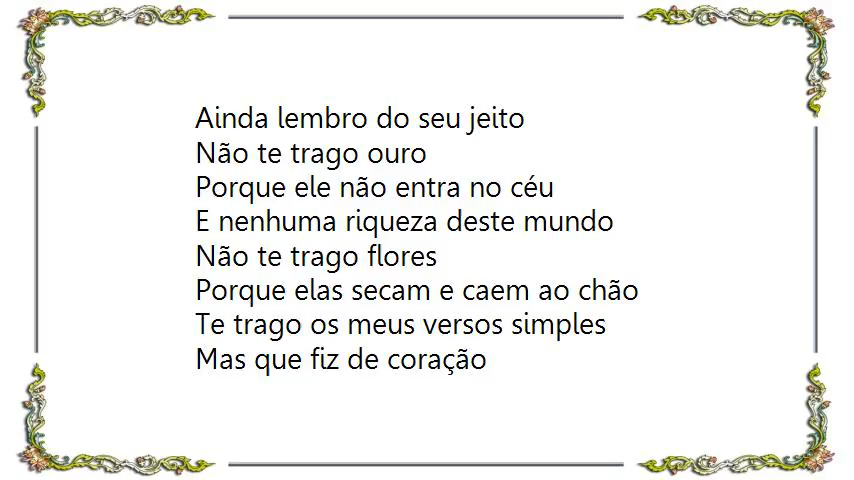 Ainda lembro do seu jeito
Não te trago ouro
Porque ele não entra no céu
E nenhuma riqueza deste mundo
Não te trago flores
Porque elas secam e caem ao chão
Te trago os meus versos simples
Mas que fiz de coração